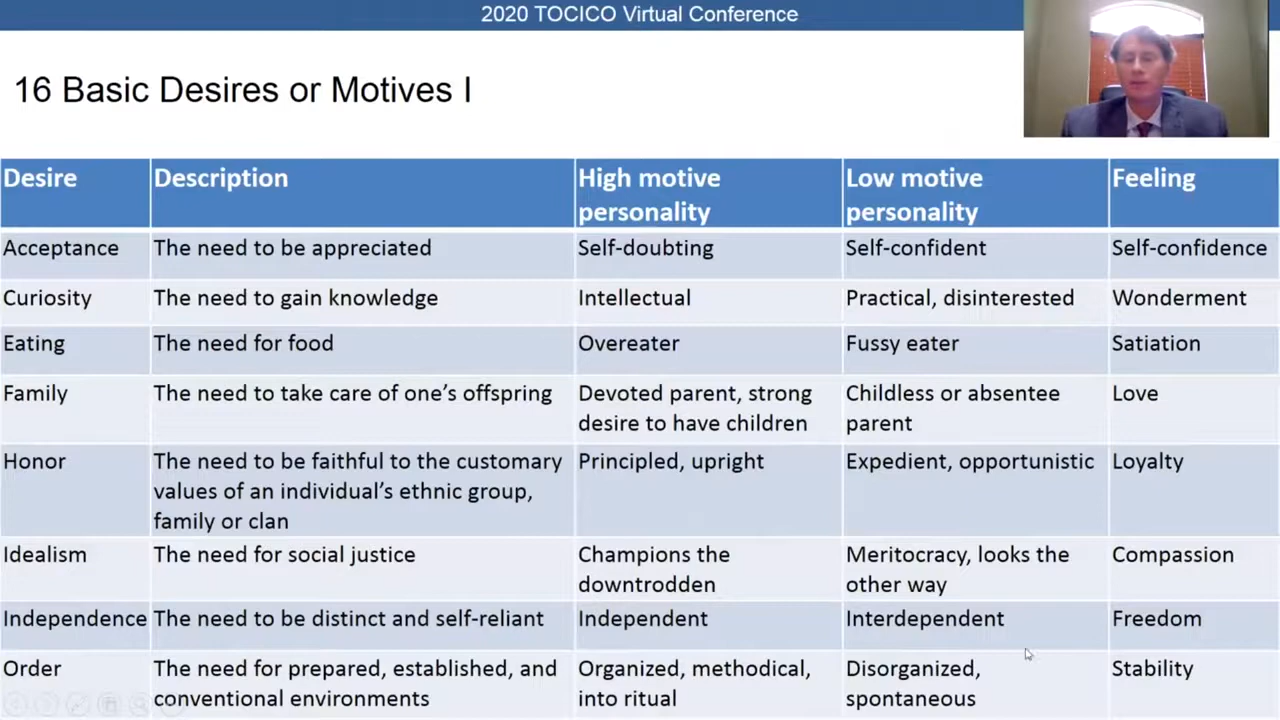 2020 TOCICO Virtual Conference
16 Basic Desires or Motives I
Desire Description High motive Low motive Feeling
personality personality
Acceptance The need to be appreciated Self-doubting Self-confident Self-confidence
Curiosity The need to gain knowledge Intellectual Practical, disinterested Wonderment
Eating The need for food Overeater Fussy eater Satiation
Family The need to take care of one’s offspring Devoted parent, strong Childless or absentee Love
desire to have children parent
Honor The need to be faithful to the customary Principled, upright Expedient, opportunistic Loyalty
values of an individual’s ethnic group,
family or clan
Idealism The need for social justice Champions the Meritocracy, looks the Compassion
downtrodden other way
Independence The need to be distinct and self-reliant Independent Interdependent Freedom
Order The need for prepared, established, and Organized, methodical, Disorganized, Stability
conventional environments into ritual spontaneous